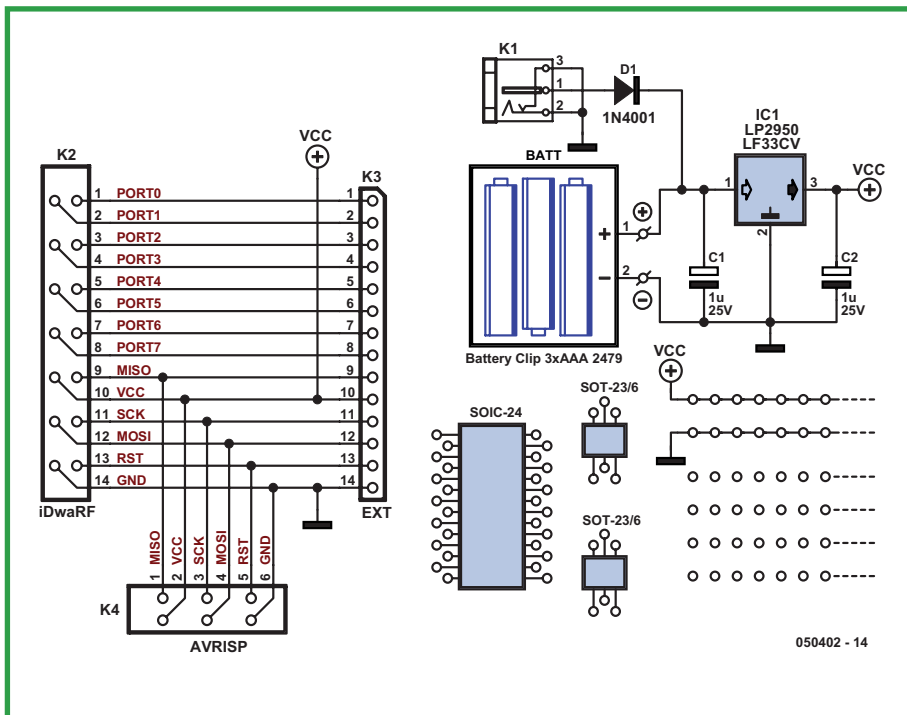 K1
3
1
2
D1
1N4001
IC1
LP2950
LF33CV
1
3
2
VCC
BATT
+
1
−
2
+
−
C1
1u
25V
C2
1u
25V
Battery Clip 3xAAA 2479
K2
VCC
K3
1 PORT0 1
2 PORT1 2
3 PORT2 3
4 PORT3 4
5 PORT4 5
6 PORT5 6
7 PORT6 7
8 PORT7 8
9 MISO 9
10 VCC 10
11 SCK 11
12 MOSI 12
13 RST 13
14 GND 14
iDwaRF
EXT
MISO
VCC
SCK
MOSI
RST
GND
1
2
3
4
5
6
K4
AVRISP
SOIC-24
SOT-23/6
SOT-23/6
VCC
050402 - 14